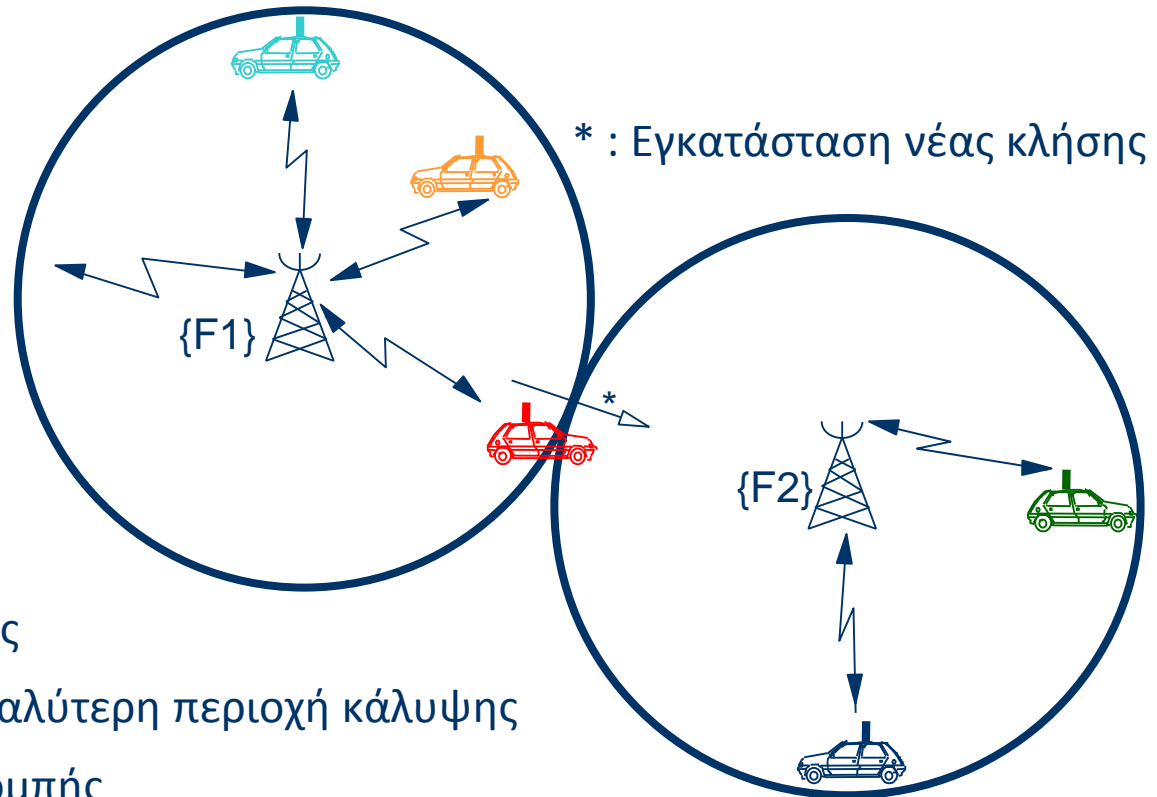 * : Εγκατάσταση νέας κλήσης
{F1}
*
{F2}
ς
αλύτερη περιοχή κάλυψης